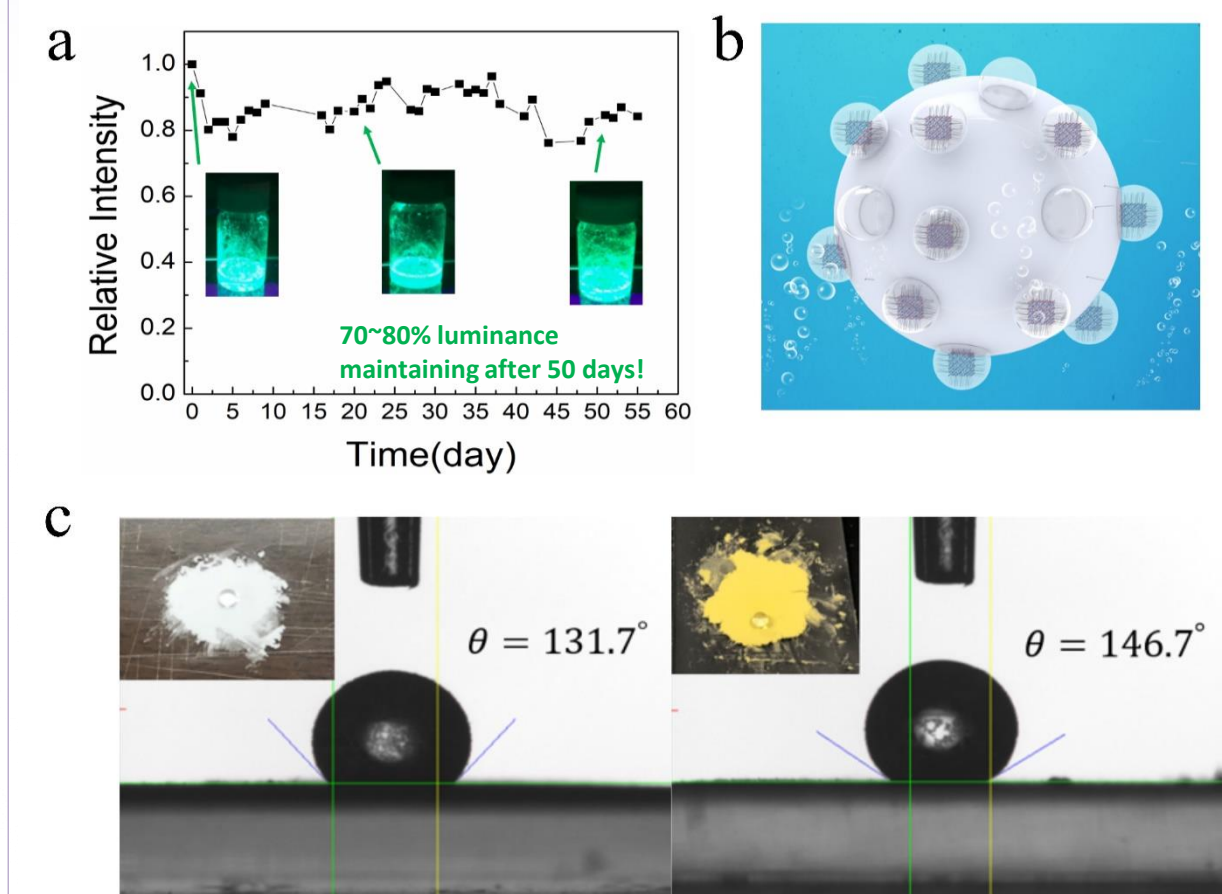 a
b
1.0
0.8
0.6
0.4
0.2
0.0
Relative Intensity
70~80% luminance
maintaining after 50 days!
0 5 10 15 20 25 30 35 40 45 50 55 60
Time(day)
c
θ = 131.7°
θ = 146.7°